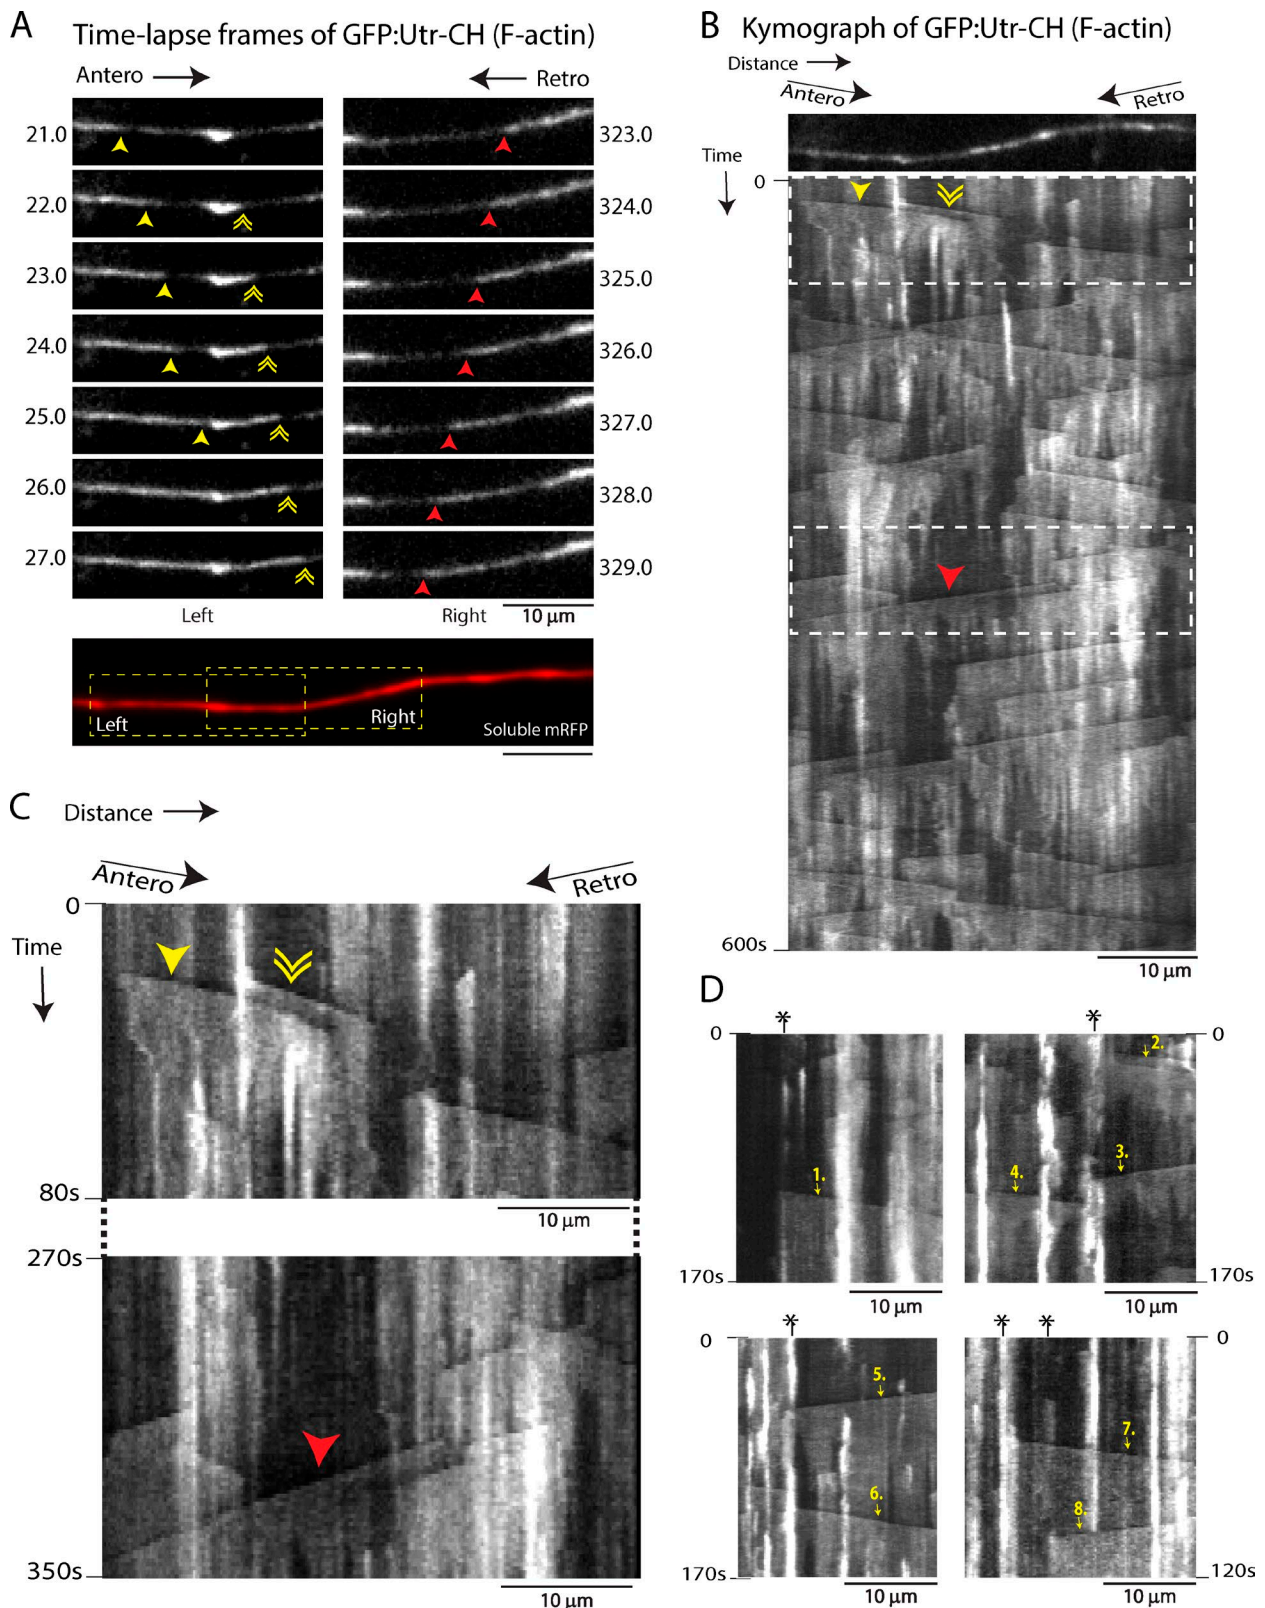 A
Time-lapse frames of GFP:Utr-CH (F-actin)
Antero
Retro
21.0
323.0
22.0
324.0
23.0
325.0
24.0
326.0
25.0
327.0
26.0
328.0
27.0
329.0
Left
Right
10 µm
Left
Right
Soluble mRFP
B
Kymograph of GFP:Utr-CH (F-actin)
Distance
Antero
Retro
Time
0
600s
10 µm
C
Distance
Antero
Retro
0
Time
80s
10 µm
270s
350s
10 µm
D
* *
0 0
1.
2.
3.
4.
170s 170s
10 µm 10 µm
* * *
0 0
5.
6.
7.
8.
170s 120s
10 µm 10 µm